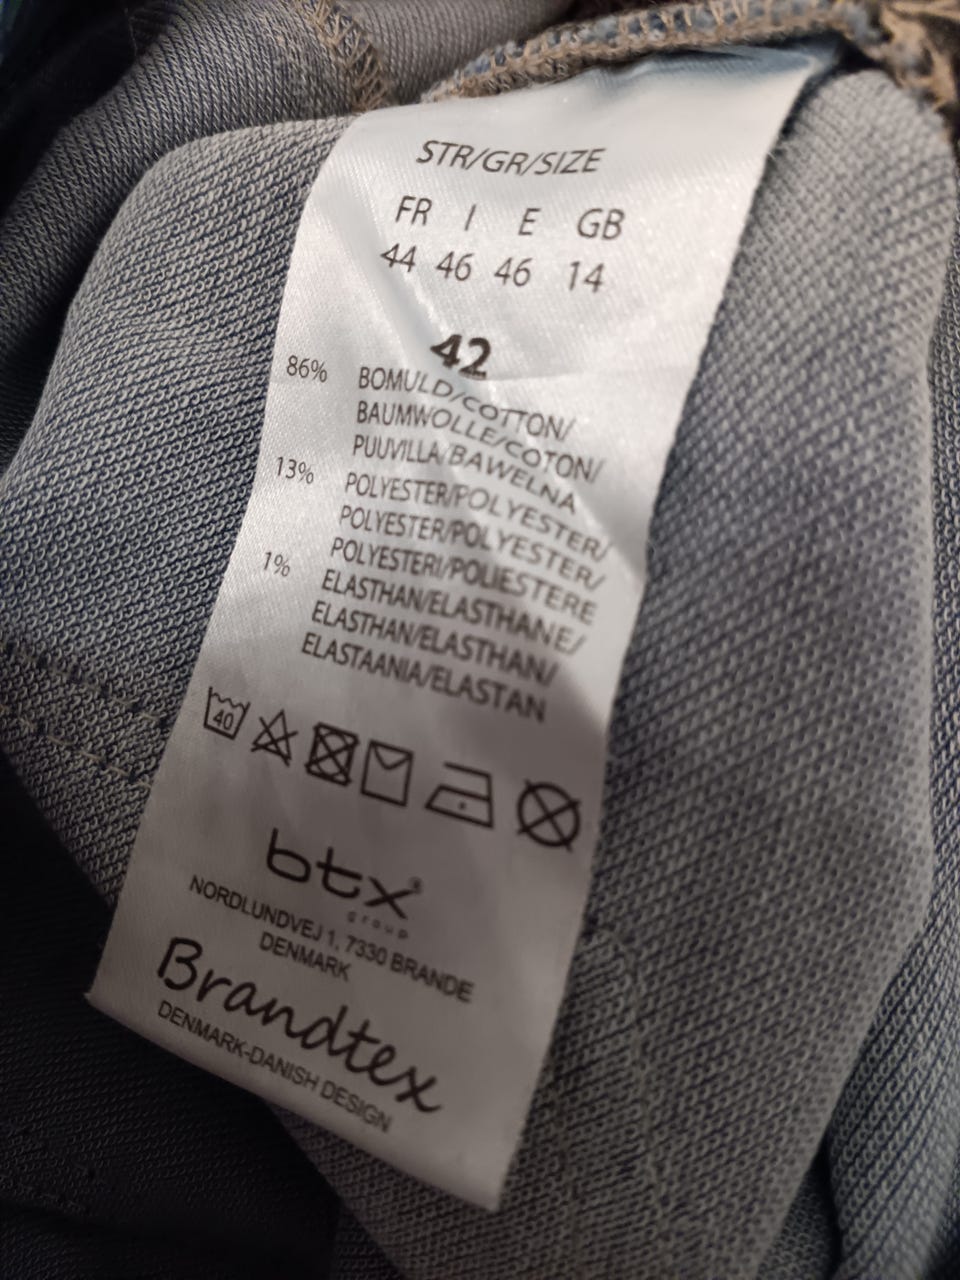 STR/GR/SIZE
FR I E GB
44 46 46 14
42
86% BOMULD/COTTON/
BAUMWOLLE/COTON/
PUUVILLA/BAWELNA
13% POLYESTER/POLYESTER/
POLYESTER/POLYESTER/
POLYESTERI/POLIESTERE
1% ELASTHAN/ELASTHANE/
ELASTHAN/ELASTHAN/
ELASTAANIA/ELASTAN
40
btx
group
NORDLUNDVEJ 1, 7330 BRANDE
DENMARK
Brandtex
DENMARK-DANISH DESIGN